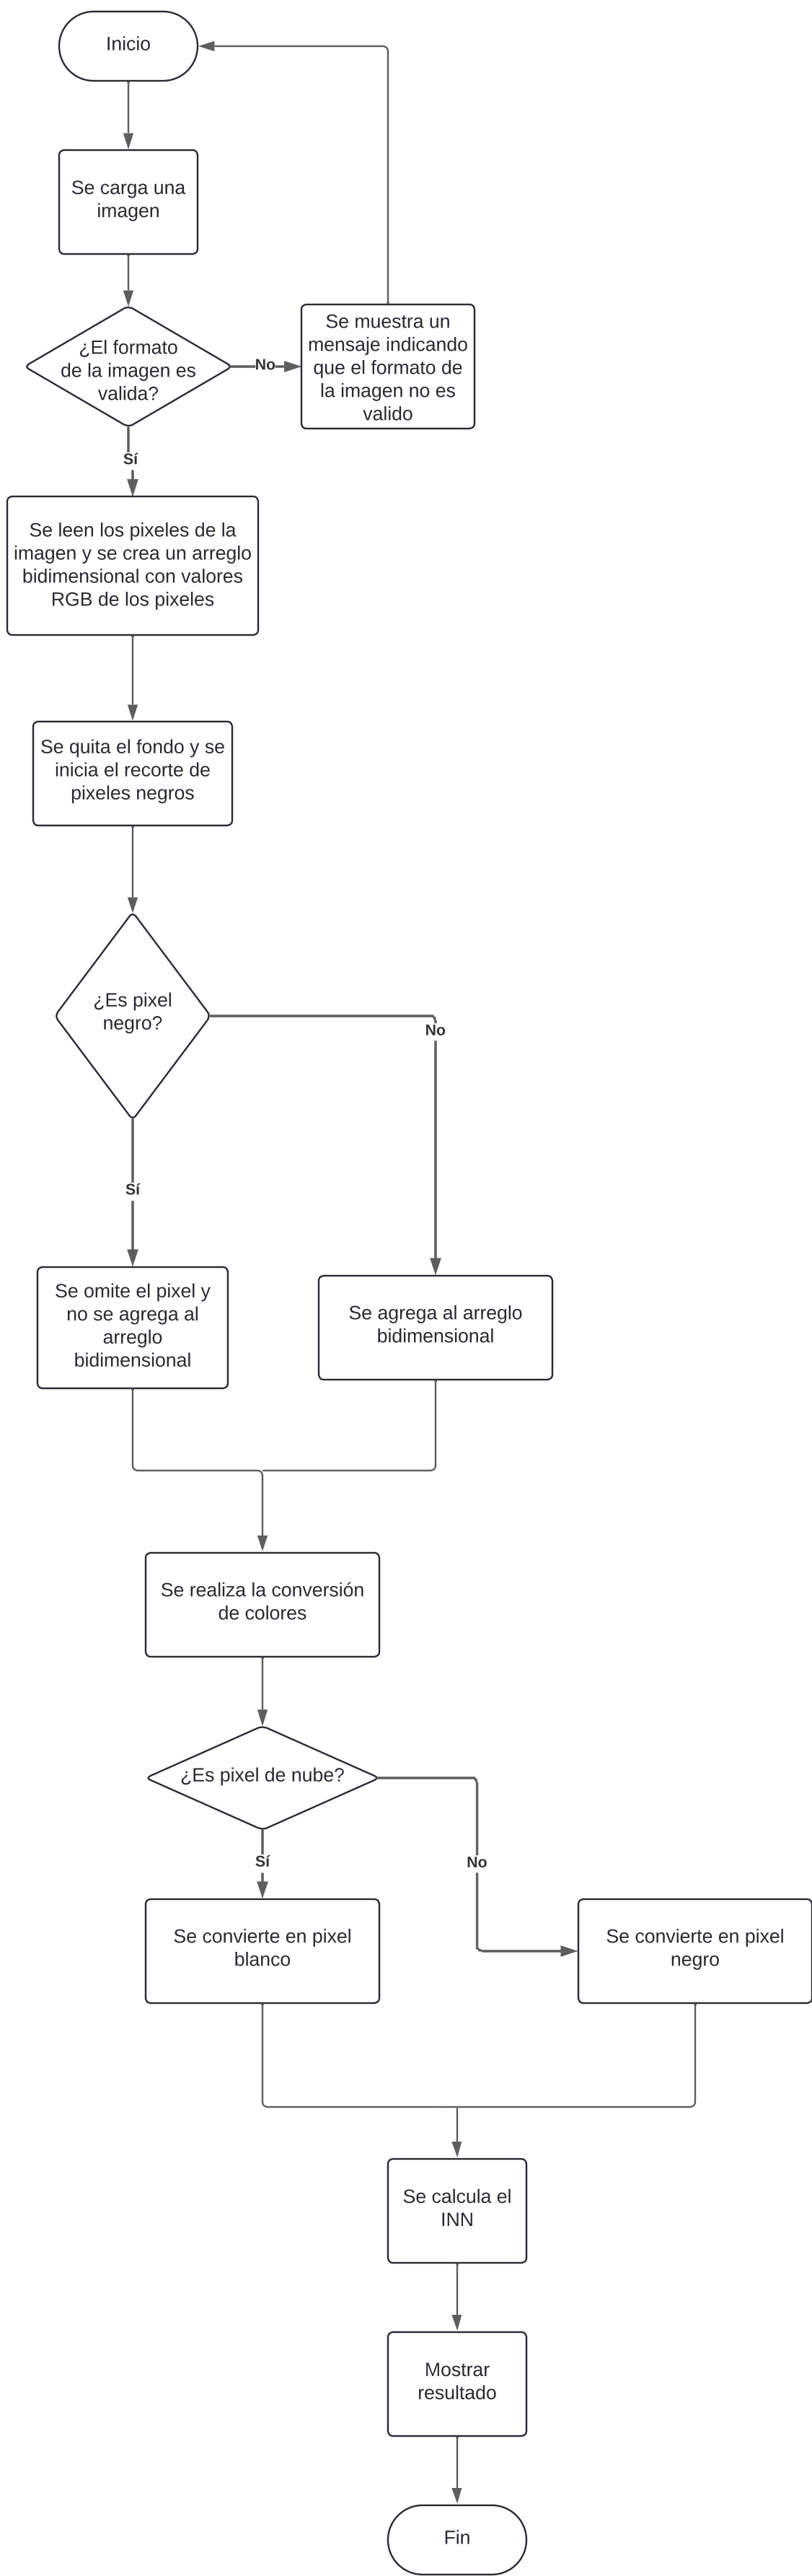 Inicio
Se carga una
imagen
¿El formato
de la imagen es
valida?
No
Se muestra un
mensaje indicando
que el formato de
la imagen no es
valido
Sí
Se leen los pixeles de la
imagen y se crea un arreglo
bidimensional con valores
RGB de los pixeles
Se quita el fondo y se
inicia el recorte de
pixeles negros
¿Es pixel
negro?
No
Sí
Se omite el pixel y
no se agrega al
arreglo
bidimensional
Se agrega al arreglo
bidimensional
Se realiza la conversión
de colores
¿Es pixel de nube?
Sí
No
Se convierte en pixel
blanco
Se convierte en pixel
negro
Se calcula el
INN
Mostrar
resultado
Fin